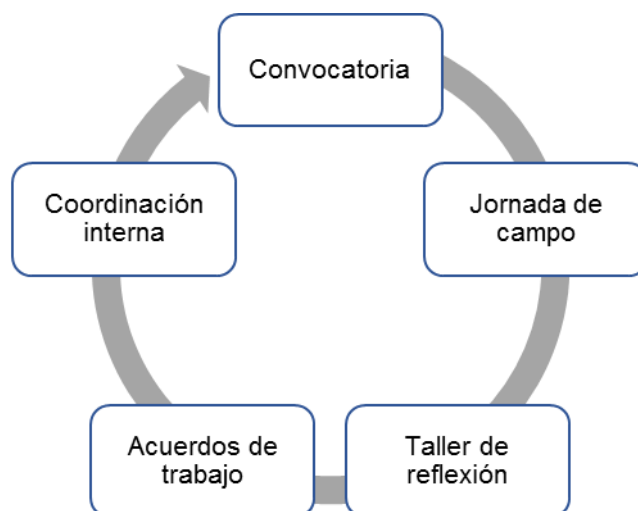 Convocatoria
Jornada de
campo
Taller de
reflexión
Acuerdos de
trabajo
Coordinación
interna